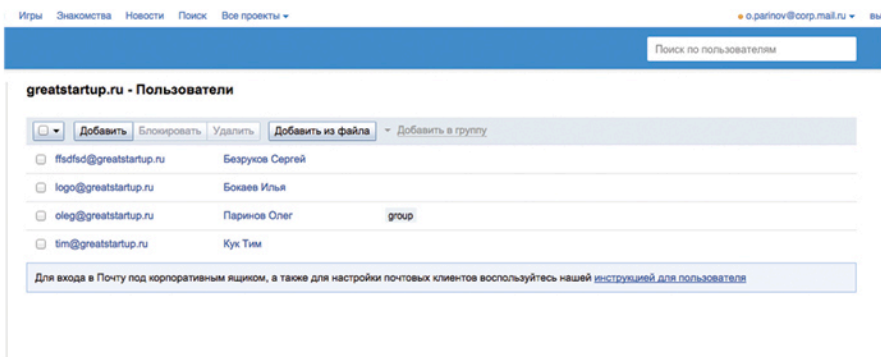 Игры Знакомства Новости Поиск Все проекты o.parinov@corp.mail.ru вы
Поиск по пользователям
greatstartup.ru - Пользователи
Добавить Блокировать Удалить Добавить из файла Добавить в группу
ffsdfsd@greatstartup.ru Безруков Сергей
logo@greatstartup.ru Бокаев Илья
oleg@greatstartup.ru Паринов Олег group
tim@greatstartup.ru Кук Тим
Для входа в Почту под корпоративным ящиком, а также для настройки почтовых клиентов воспользуйтесь нашей инструкцией для пользователя